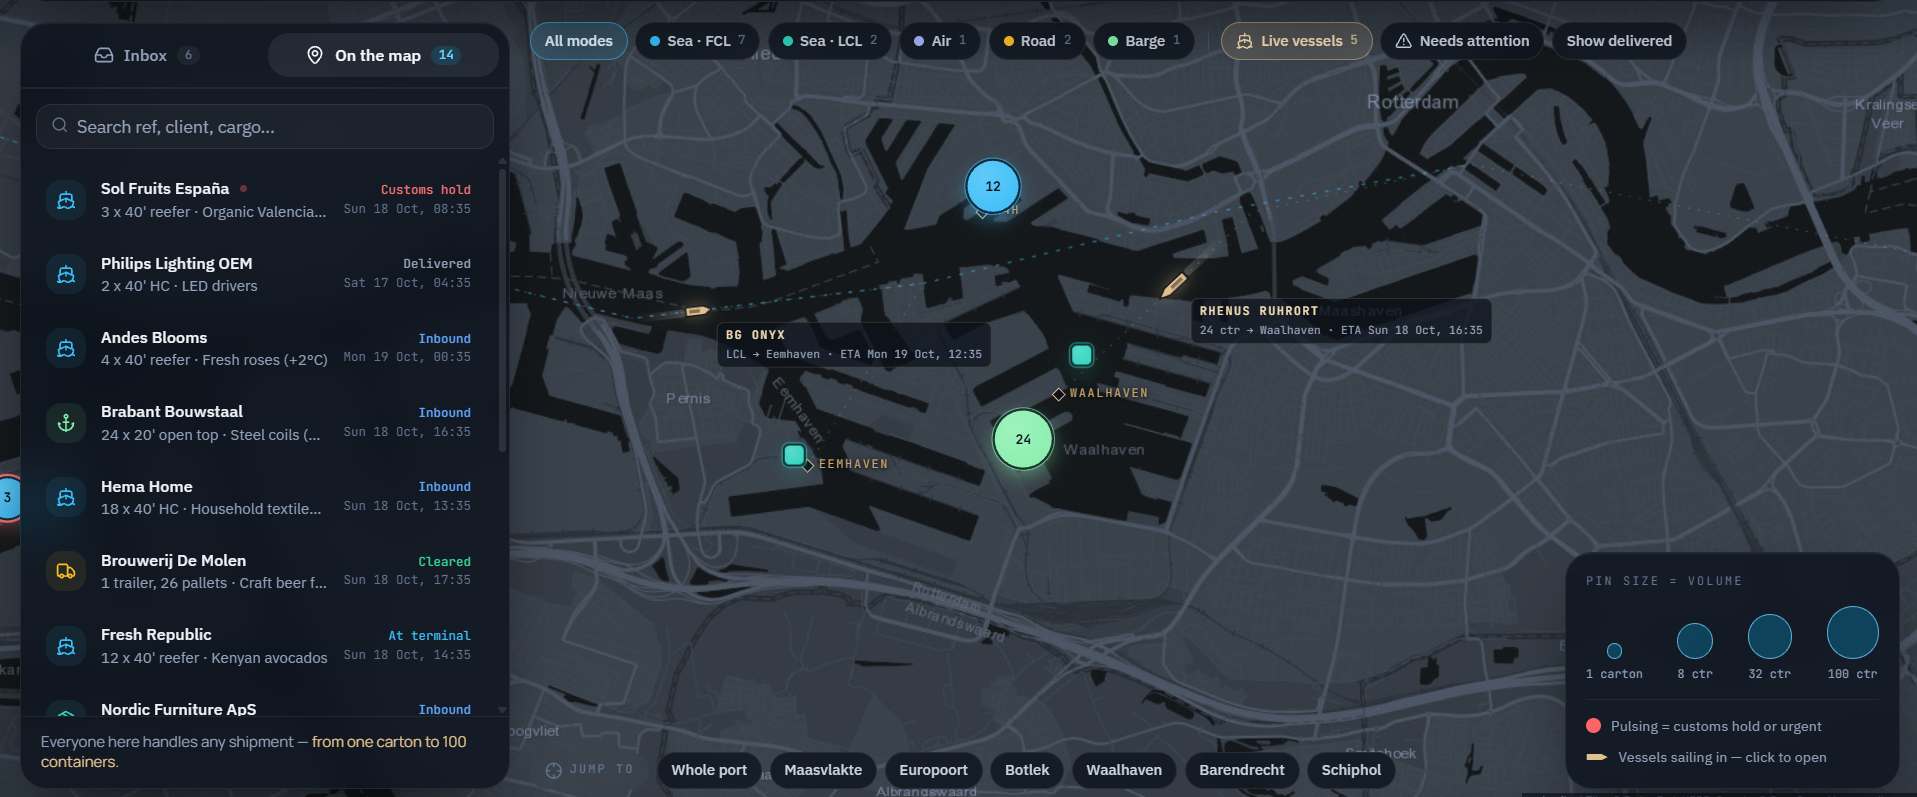 Inbox 6
On the map 14
Search ref, client, cargo...
Sol Fruits España
Customs hold
3 x 40' reefer · Organic Valencia...
Sun 18 Oct, 08:35
Philips Lighting OEM
Delivered
2 x 40' HC · LED drivers
Sat 17 Oct, 04:35
Andes Blooms
Inbound
4 x 40' reefer · Fresh roses (+2°C)
Mon 19 Oct, 00:35
Brabant Bouwstaal
Inbound
24 x 20' open top · Steel coils (...
Sun 18 Oct, 16:35
Hema Home
Inbound
18 x 40' HC · Household textile...
Sun 18 Oct, 13:35
Brouwerij De Molen
Cleared
1 trailer, 26 pallets · Craft beer f...
Sun 18 Oct, 17:35
Fresh Republic
At terminal
12 x 40' reefer · Kenyan avocados
Sun 18 Oct, 14:35
Nordic Furniture ApS
Inbound
Everyone here handles any shipment — from one carton to 100
containers.
All modes
Sea · FCL 7
Sea · LCL 2
Air 1
Road 2
Barge 1
Live vessels 5
Needs attention
Show delivered
Rotterdam
Kralingse
Veer
12
Nieuwe Maas
BG ONYX
LCL → Eemhaven · ETA Mon 19 Oct, 12:35
RHENUS RUHRORT
Maashaven
24 ctr → Waalhaven · ETA Sun 18 Oct, 16:35
WAALHAVEN
Pernis
Eemhaven
24
Waalhaven
EEMHAVEN
3
Rotterdam
Albrandswaard
PIN SIZE = VOLUME
1 carton
8 ctr
32 ctr
100 ctr
Pulsing = customs hold or urgent
Vessels sailing in — click to open
JUMP TO
Whole port
Maasvlakte
Europoort
Botlek
Waalhaven
Barendrecht
Schiphol
Albrandswaard